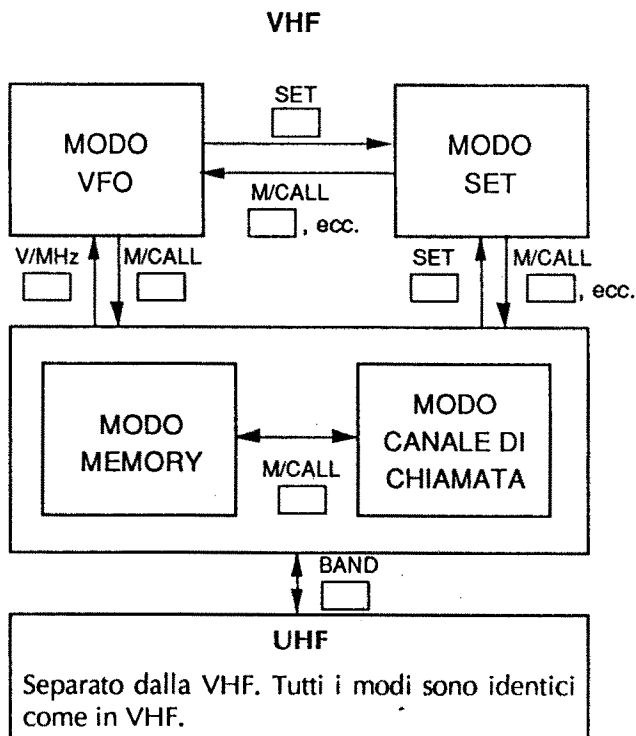 VHF
MODO
VFO
SET
M/CALL
, ecc.
MODO
SET
V/MHz
M/CALL
SET
M/CALL
, ecc.
MODO
MEMORY
M/CALL
MODO
CANALE DI
CHIAMATA
BAND
UHF
Separato dalla VHF. Tutti i modi sono identici
come in VHF.